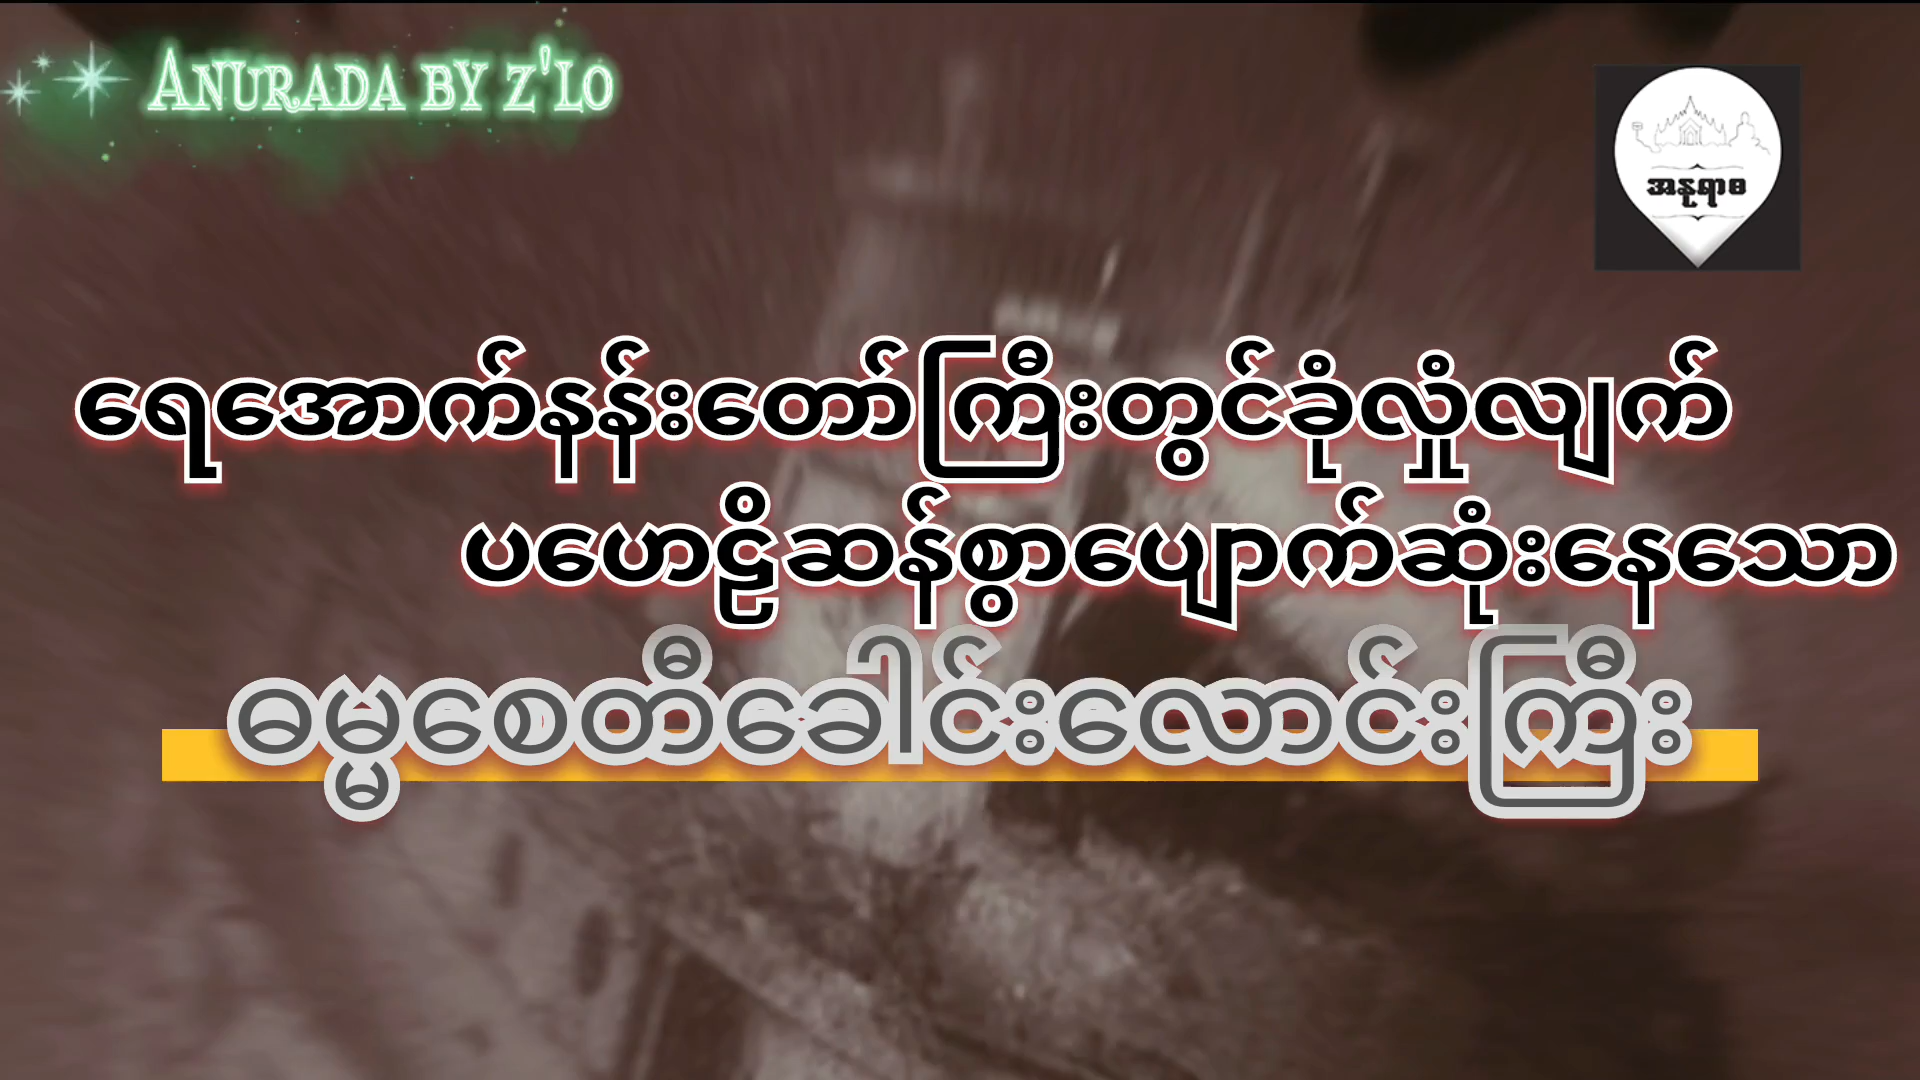 ANURADA BY Z'LO
အနုရာဓ
ရေအောက်နန်းတော်ကြီးတွင်ခုံလှုံလျက်
ပဟေဠိဆန်စွာပျောက်ဆုံးနေသော
ဓမ္မစေတီခေါင်းလောင်းကြီး